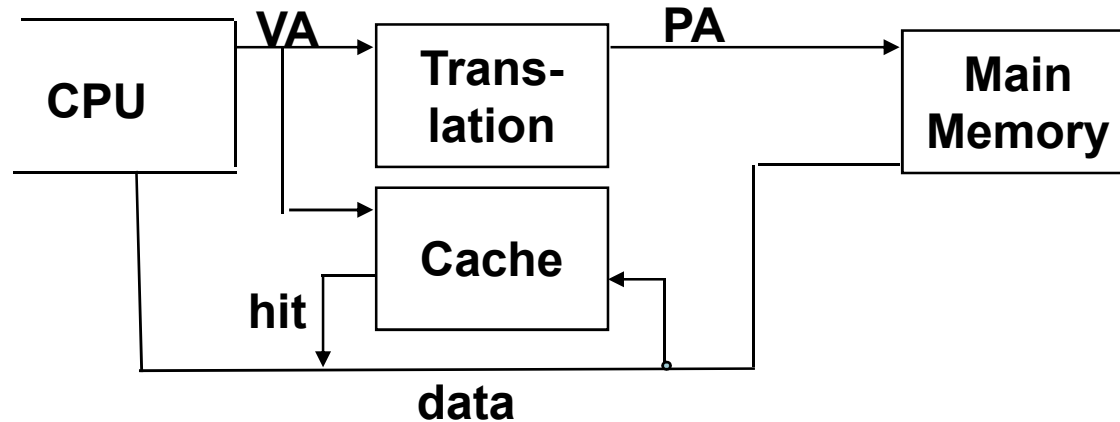 VA
PA
CPU
Trans-
lation
Main
Memory
Cache
hit
data